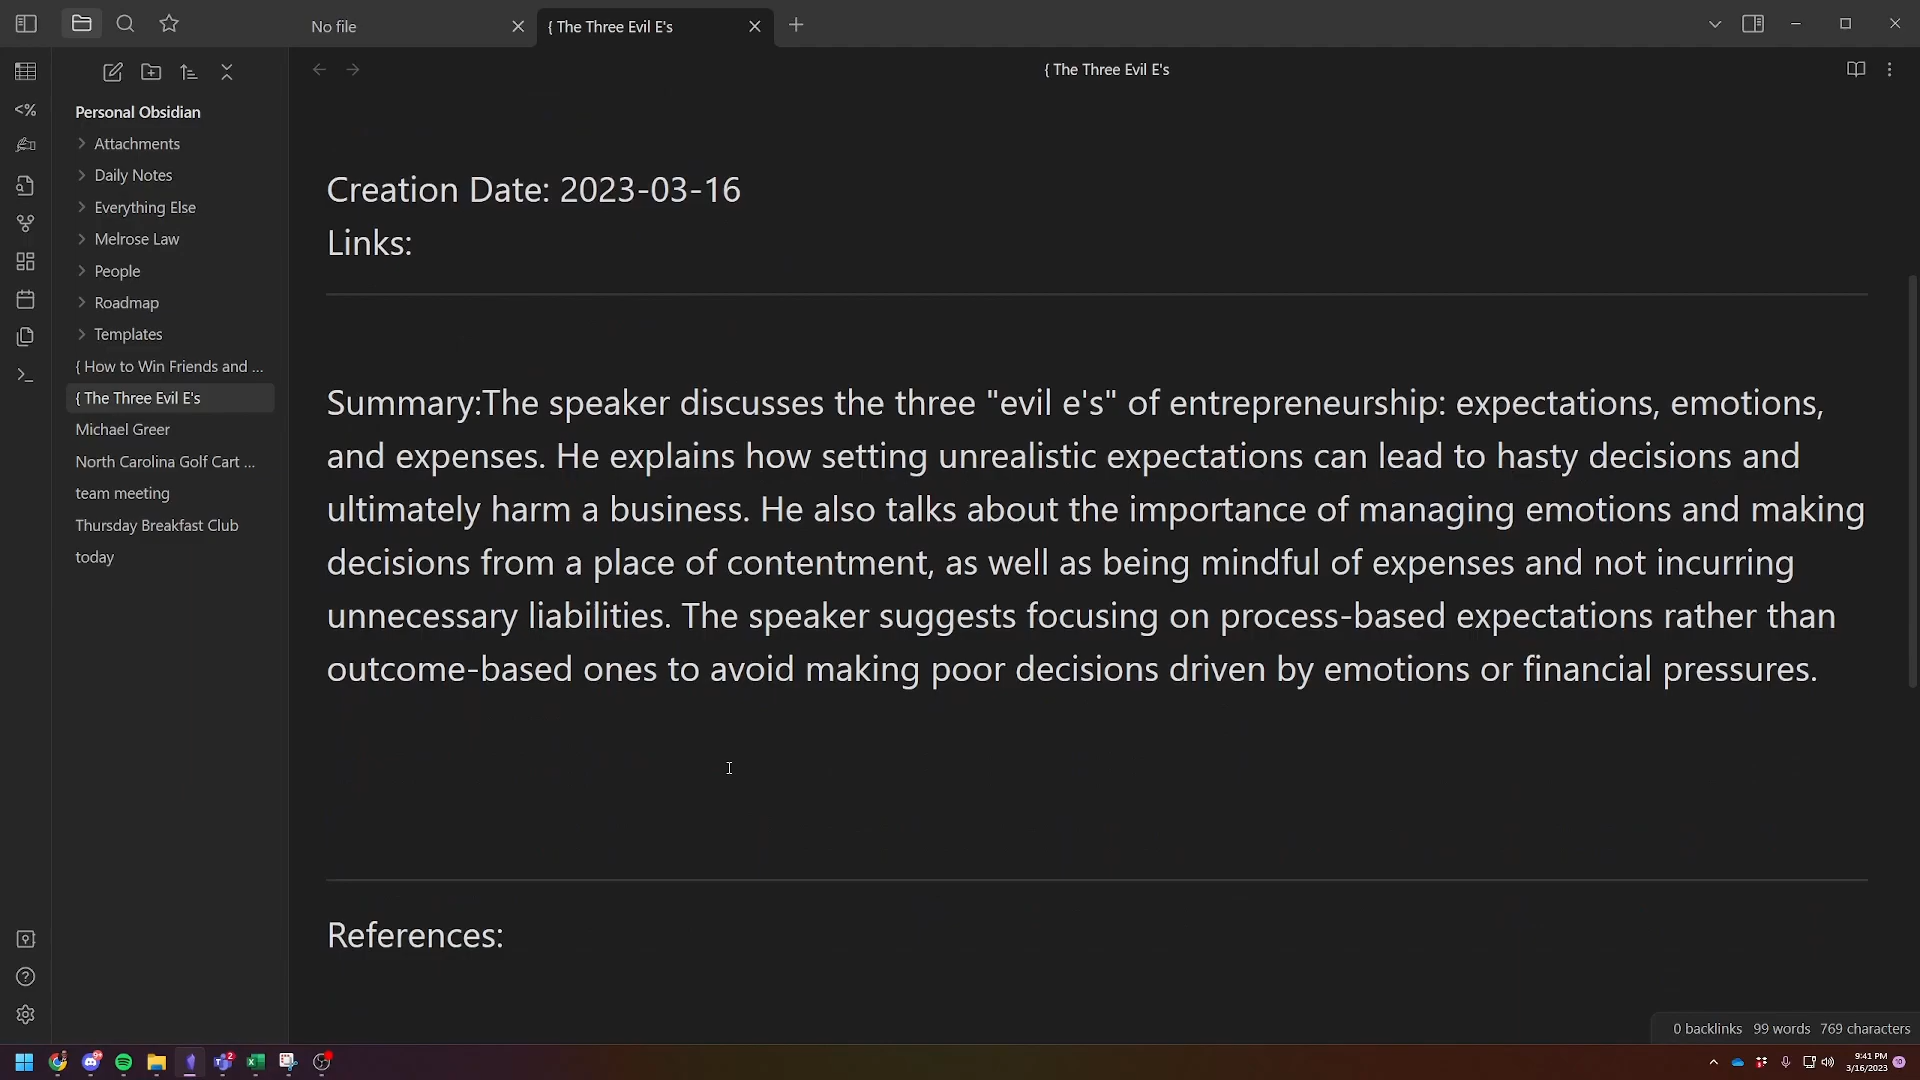 No file
{ The Three Evil E's
{ The Three Evil E's
Personal Obsidian
Attachments
Daily Notes
Everything Else
Melrose Law
People
Roadmap
Templates
{ How to Win Friends and ...
{ The Three Evil E's
Michael Greer
North Carolina Golf Cart ...
team meeting
Thursday Breakfast Club
today
Creation Date: 2023-03-16
Links:
Summary:The speaker discusses the three "evil e's" of entrepreneurship: expectations, emotions,
and expenses. He explains how setting unrealistic expectations can lead to hasty decisions and
ultimately harm a business. He also talks about the importance of managing emotions and making
decisions from a place of contentment, as well as being mindful of expenses and not incurring
unnecessary liabilities. The speaker suggests focusing on process-based expectations rather than
outcome-based ones to avoid making poor decisions driven by emotions or financial pressures.
References:
0 backlinks 99 words 769 characters
9:41 PM
3/16/2023